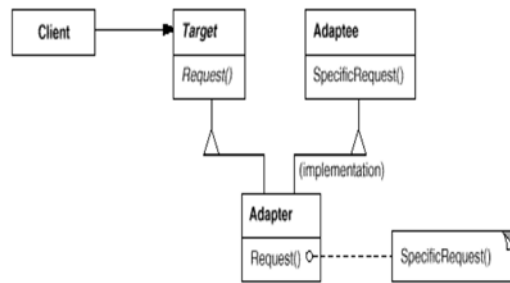 Client
Target
Request()
Adaptee
SpecificRequest()
(implementation)
Adapter
Request()
SpecificRequest()